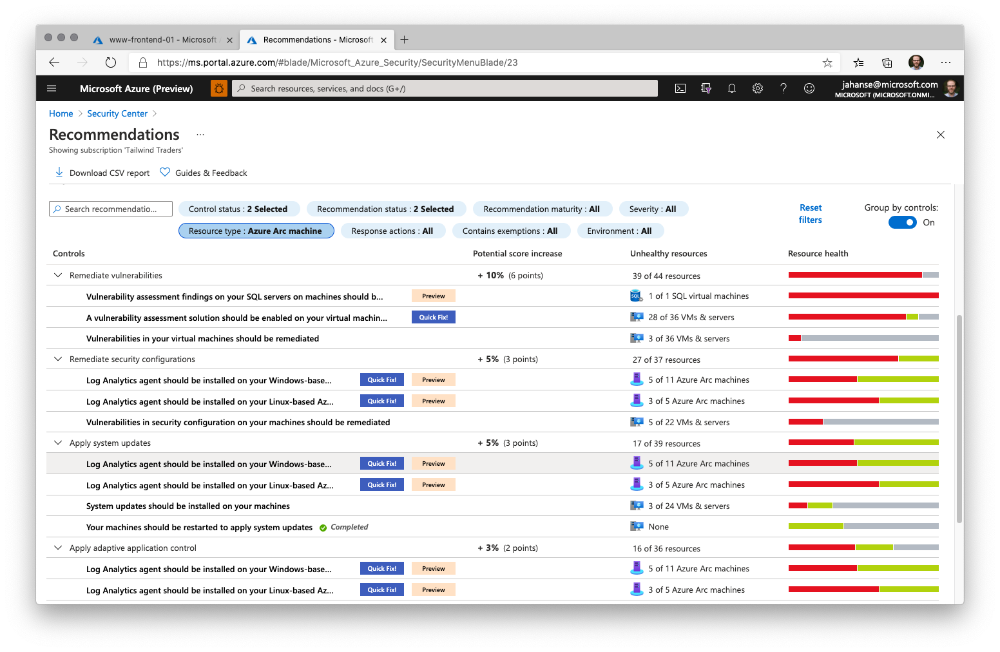 www-frontend-01 - Microsoft A
Recommendations - Microsoft
https://ms.portal.azure.com/#blade/Microsoft_Azure_Security/SecurityMenuBlade/23
Microsoft Azure (Preview)
Search resources, services, and docs (G+/)
jahanse@microsoft.com
MICROSOFT (MICROSOFT.ONMI...
Home > Security Center >
Recommendations ...
Showing subscription 'Tailwind Traders'
Download CSV report Guides & Feedback
Search recommendatio... Control status : 2 Selected Recommendation status : 2 Selected Recommendation maturity : All Severity : All
Reset filters
Group by controls: On
Resource type : Azure Arc machine Response actions : All Contains exemptions : All Environment : All
Controls Potential score increase Unhealthy resources Resource health
Remediate vulnerabilities + 10% (6 points) 39 of 44 resources
Vulnerability assessment findings on your SQL servers on machines should b... Preview SQL 1 of 1 SQL virtual machines
A vulnerability assessment solution should be enabled on your virtual machin... Quick Fix! 28 of 36 VMs & servers
Vulnerabilities in your virtual machines should be remediated 3 of 36 VMs & servers
Remediate security configurations + 5% (3 points) 27 of 37 resources
Log Analytics agent should be installed on your Windows-base... Quick Fix! Preview 5 of 11 Azure Arc machines
Log Analytics agent should be installed on your Linux-based Az... Quick Fix! Preview 3 of 5 Azure Arc machines
Vulnerabilities in security configuration on your machines should be remediated 5 of 22 VMs & servers
Apply system updates + 5% (3 points) 17 of 39 resources
Log Analytics agent should be installed on your Windows-base... Quick Fix! Preview 5 of 11 Azure Arc machines
Log Analytics agent should be installed on your Linux-based Az... Quick Fix! Preview 3 of 5 Azure Arc machines
System updates should be installed on your machines 3 of 24 VMs & servers
Your machines should be restarted to apply system updates Completed None
Apply adaptive application control + 3% (2 points) 16 of 36 resources
Log Analytics agent should be installed on your Windows-base... Quick Fix! Preview 5 of 11 Azure Arc machines
Log Analytics agent should be installed on your Linux-based Az... Quick Fix! Preview 3 of 5 Azure Arc machines